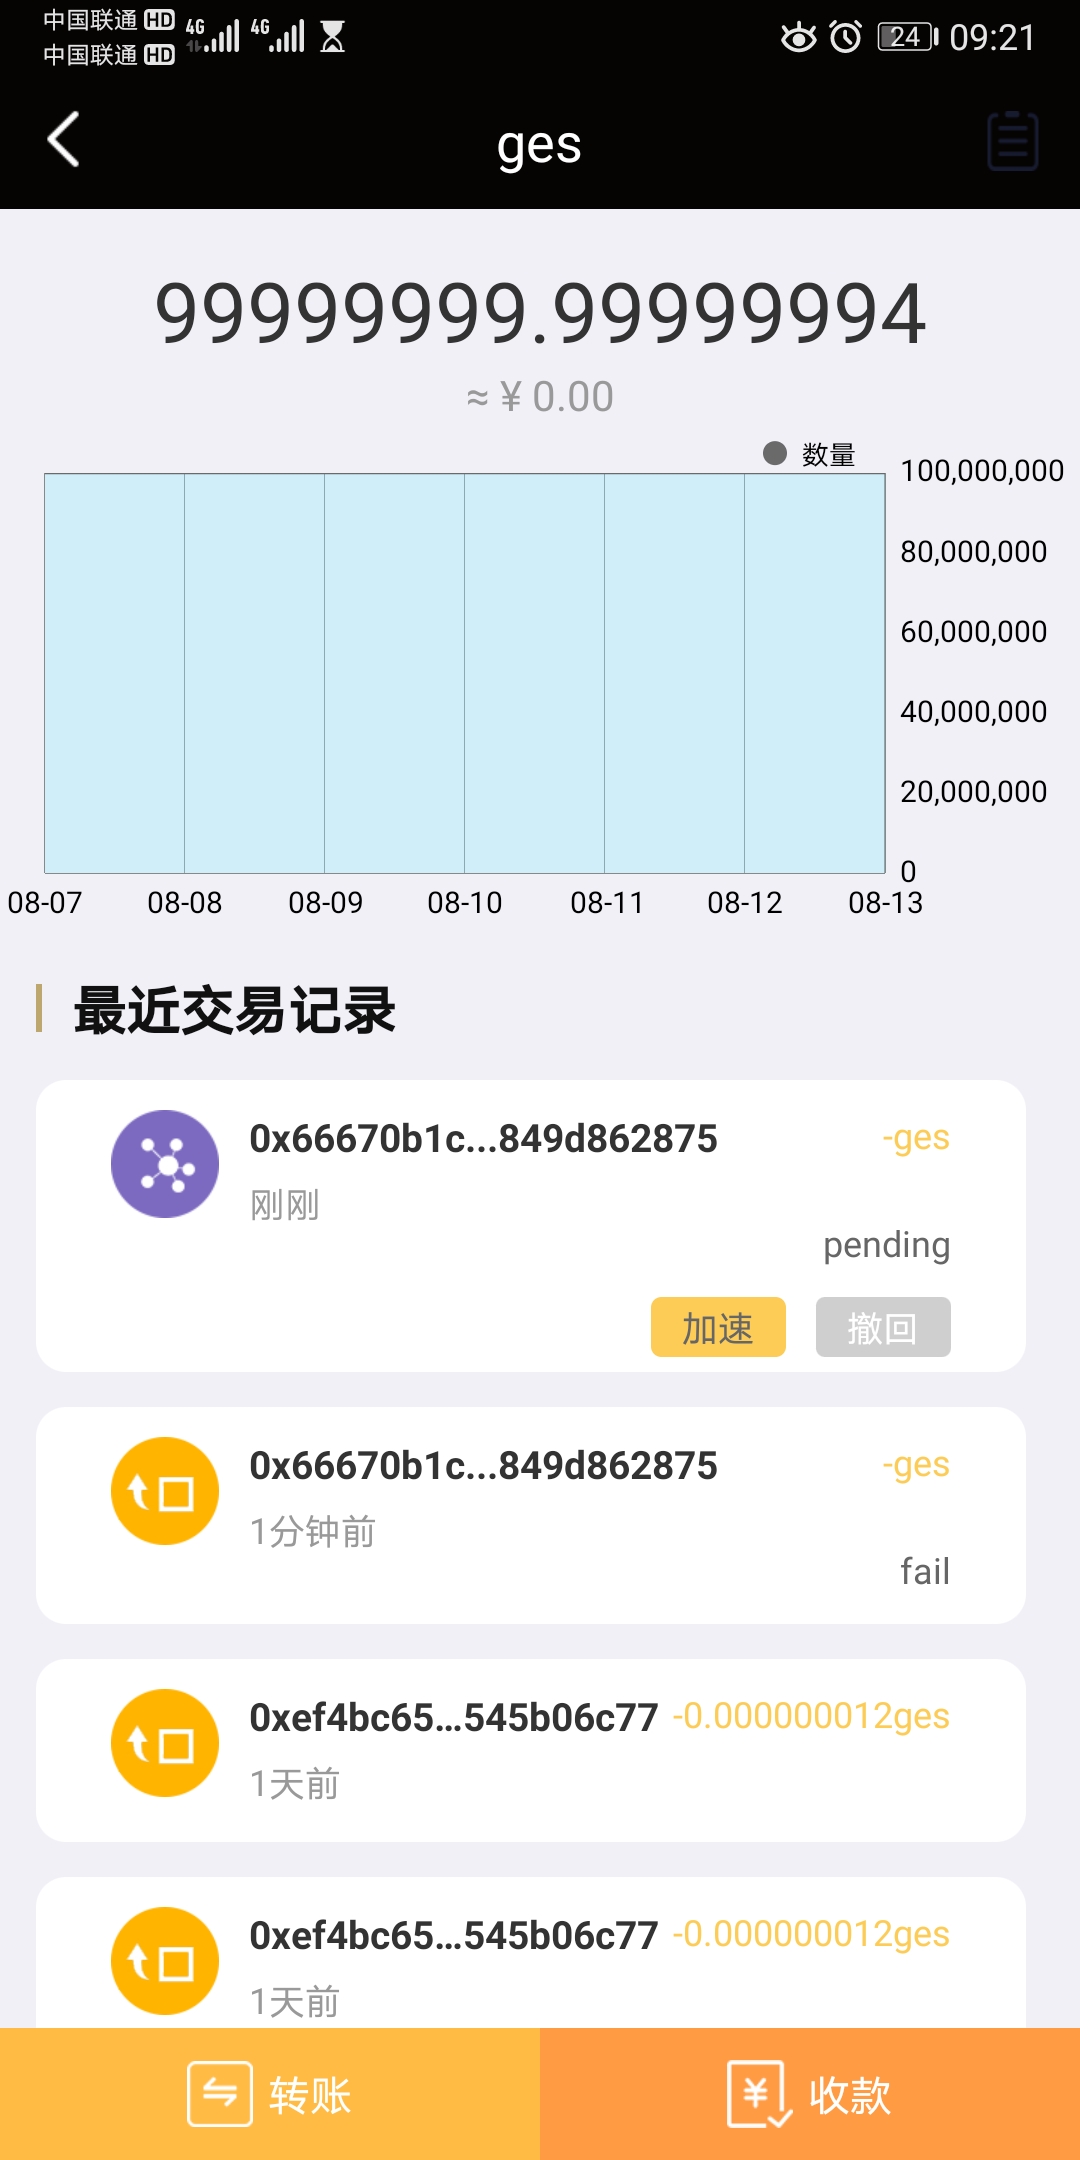 中国联通 HD 4G 4G 24 09:21
中国联通 HD
ges
99999999.99999994
≈ ¥ 0.00
数量
100,000,000
80,000,000
60,000,000
40,000,000
20,000,000
0
08-07 08-08 08-09 08-10 08-11 08-12 08-13
最近交易记录
0x66670b1c...849d862875 -ges
刚刚
pending
加速 撤回
0x66670b1c...849d862875 -ges
1分钟前
fail
0xef4bc65...545b06c77 -0.000000012ges
1天前
0xef4bc65...545b06c77 -0.000000012ges
1天前
转账 收款